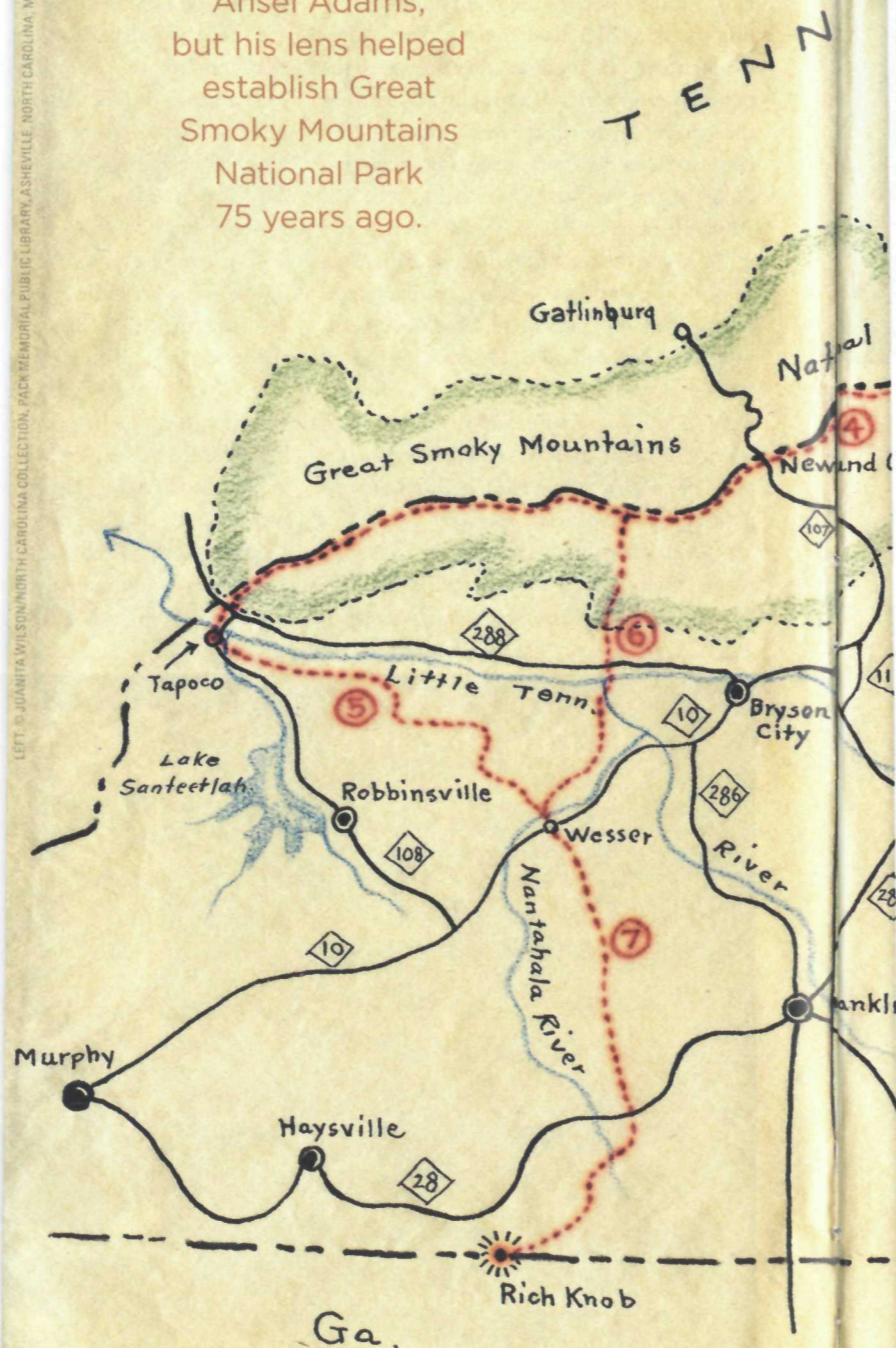 Ansel Adams,
but his lens helped
establish Great
Smoky Mountains
National Park
75 years ago.
LEFT: © JUANITA WILSON/NORTH CAROLINA COLLECTION, PACK MEMORIAL PUBLIC LIBRARY, ASHEVILLE, NORTH CAROLINA
TENN
Gatlinburg
Great Smoky Mountains
4
107
6
288
Tapoco
Little Tenn.
5
10
Bryson
City
11
Lake
Santeetlah
Robbinsville
286
Wesser
108
River
28
Nantahala River
7
10
Murphy
Haysville
28
Rich Knob
Ga.